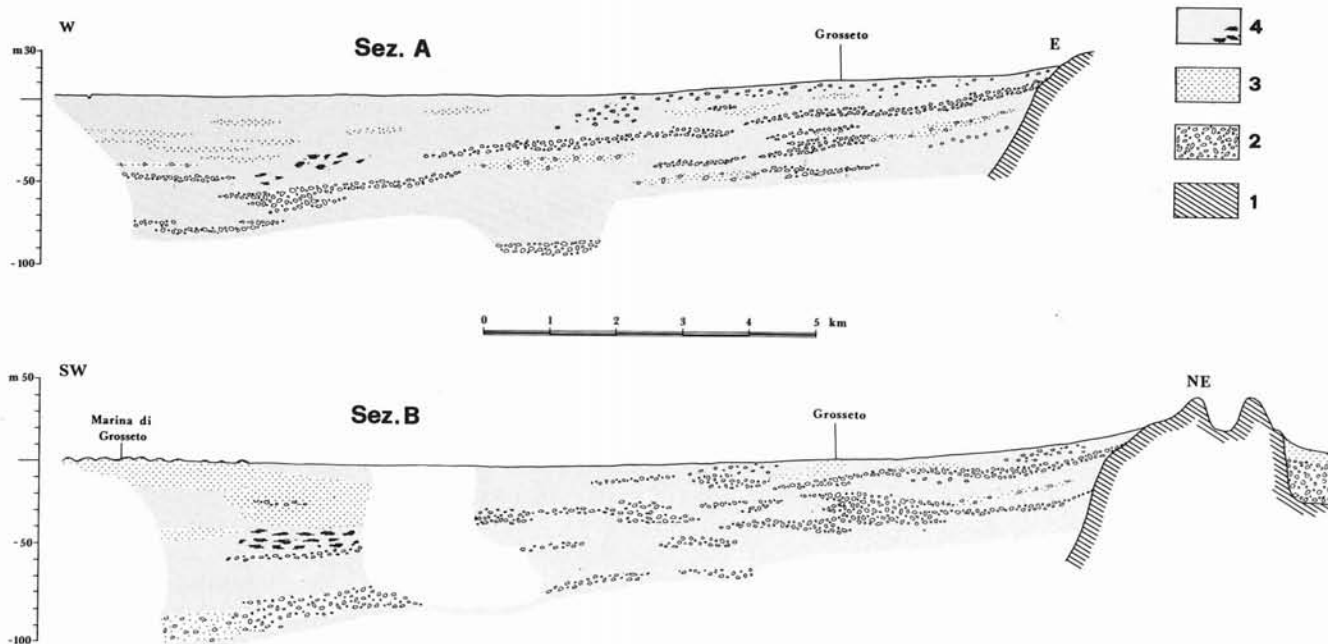 W
Sez. A
Grosseto
E
m 30
-50
-100
4
3
2
1
0 1 2 3 4 5 km
SW
Sez. B
NE
m 50
Marina di
Grosseto
Grosseto
-50
-100